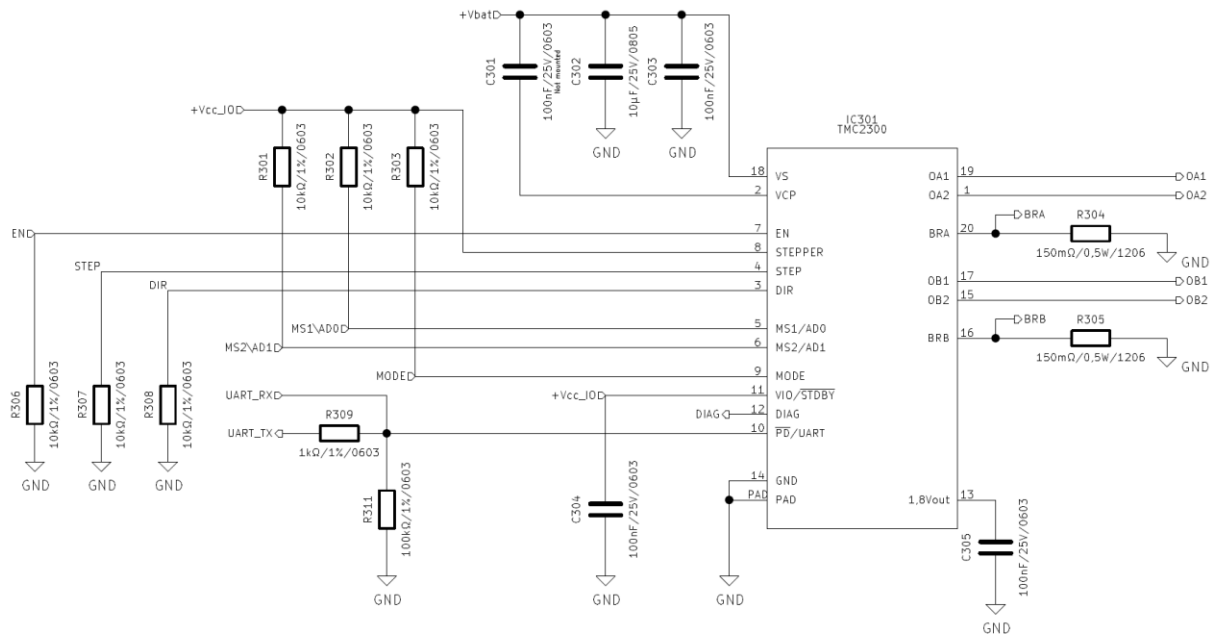 +Vbat
C301
100nF/25V/0603
Not mounted
C302
10µF/25V/0805
C303
100nF/25V/0603
+Vcc_IO
R301
10kΩ/1%/0603
R302
10kΩ/1%/0603
R303
10kΩ/1%/0603
GND
GND
IC301
TMC2300
18
VS
2
VCP
7
EN
8
STEPPER
4
STEP
3
DIR
5
MS1/AD0
6
MS2/AD1
9
MODE
11
VIO/STDBY
12
DIAG
10
PD/UART
14
GND
PAD
PAD
OA1
19
OA1
OA2
1
OA2
BRA
20
BRA
R304
150mΩ/0,5W/1206
GND
OB1
17
OB1
OB2
15
OB2
BRB
16
BRB
R305
150mΩ/0,5W/1206
GND
1,8Vout
13
EN
STEP
DIR
MS1\AD0
MS2\AD1
MODE
UART_RX
UART_TX
R309
1kΩ/1%/0603
+Vcc_IO
DIAG
R306
10kΩ/1%/0603
R307
10kΩ/1%/0603
R308
10kΩ/1%/0603
GND
GND
GND
R311
100kΩ/1%/0603
GND
C304
100nF/25V/0603
GND
GND
C305
100nF/25V/0603
GND